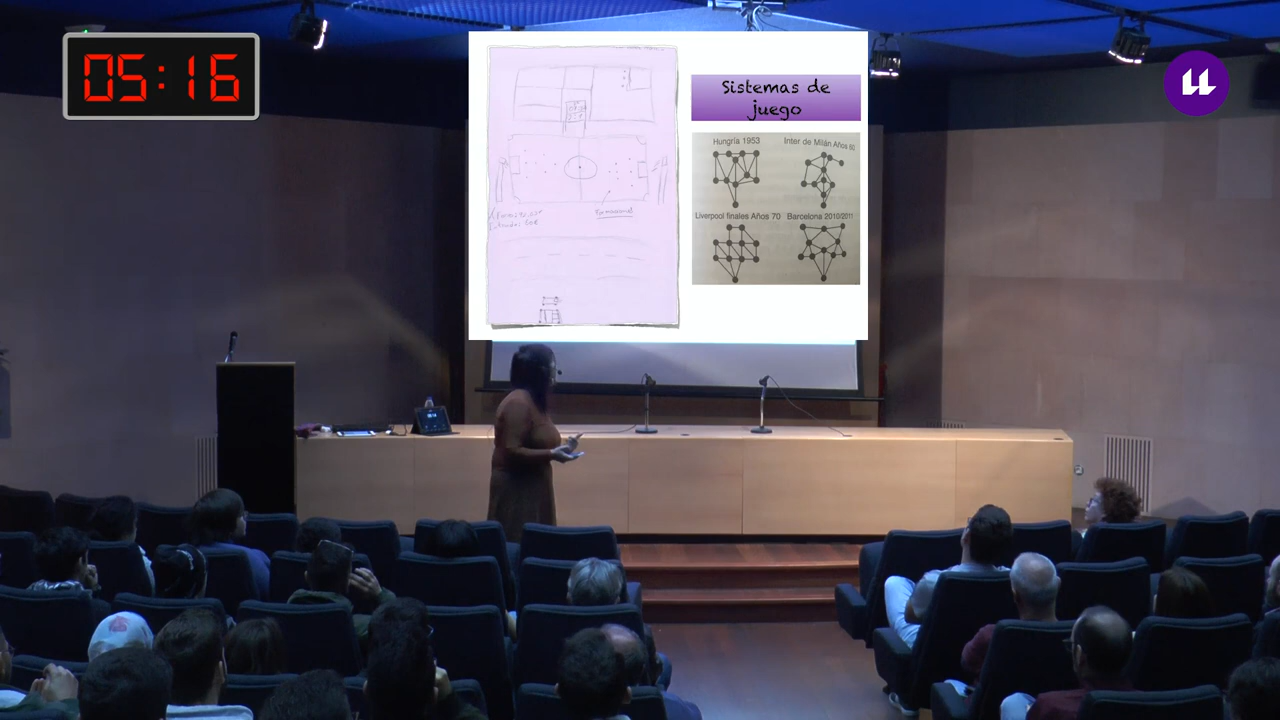 05:16
Sistemas de
juego
Hungría 1953
Inter de Milán Años 60
Liverpool finales Años 70
Barcelona 2010/2011
Formacional